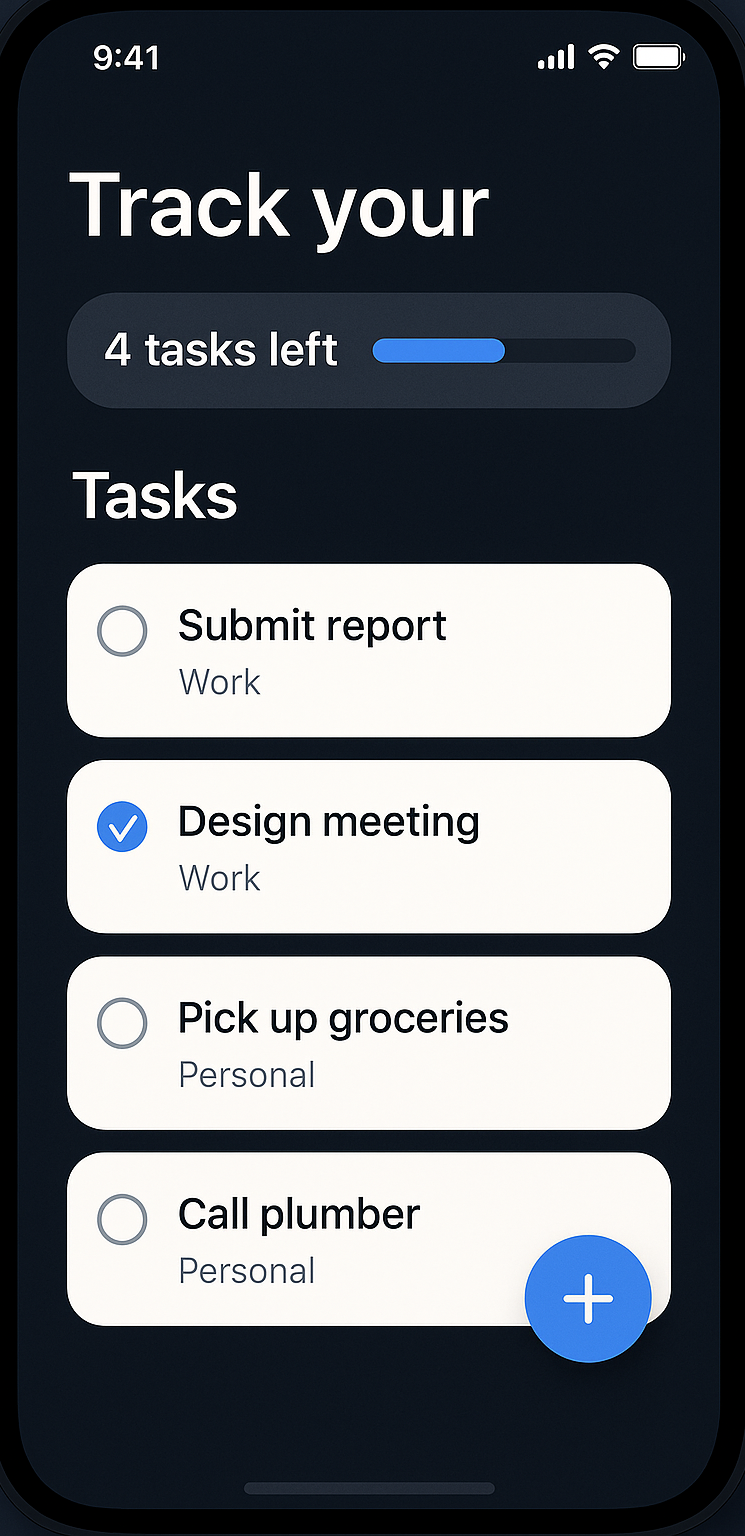 9:41
Track your
4 tasks left
Tasks
Submit report
Work
Design meeting
Work
Pick up groceries
Personal
Call plumber
Personal